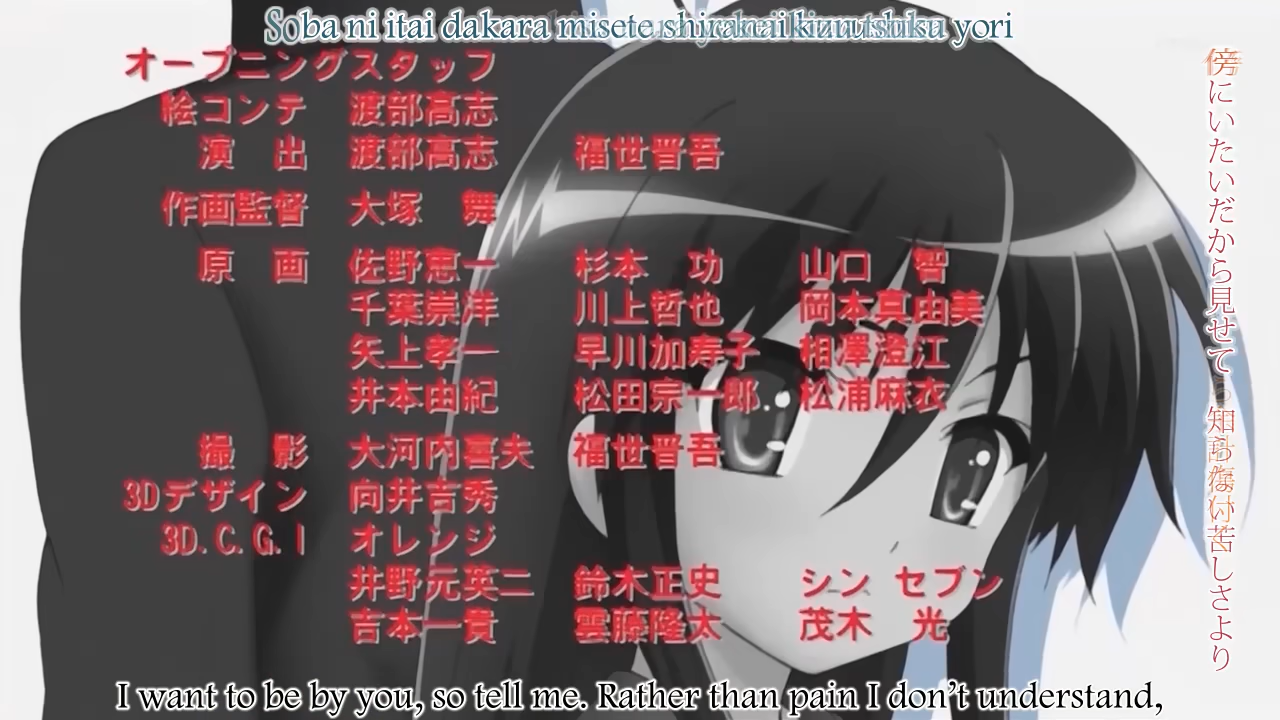 Soba ni itai dakara misete shiranai kizu tsuku yori
オープニングスタッフ
絵コンテ 渡部高志
演 出 渡部高志 福世晋吾
作画監督 大塚 舞
原 画 佐野恵一 杉本 功 山口 智
千葉崇洋 川上哲也 岡本真由美
矢上孝一 早川加寿子 相澤澄江
井本由紀 松田宗一郎 松浦麻衣
撮 影 大河内喜夫 福世晋吾
3Dデザイン 向井吉秀
3D.C.G.I オレンジ
井野元英二 鈴木正史 シン セブン
吉本一貴 雲藤隆太 茂木 光
傍にいたいだから見せて 知らない苦しさより
I want to be by you, so tell me. Rather than pain I don't understand,